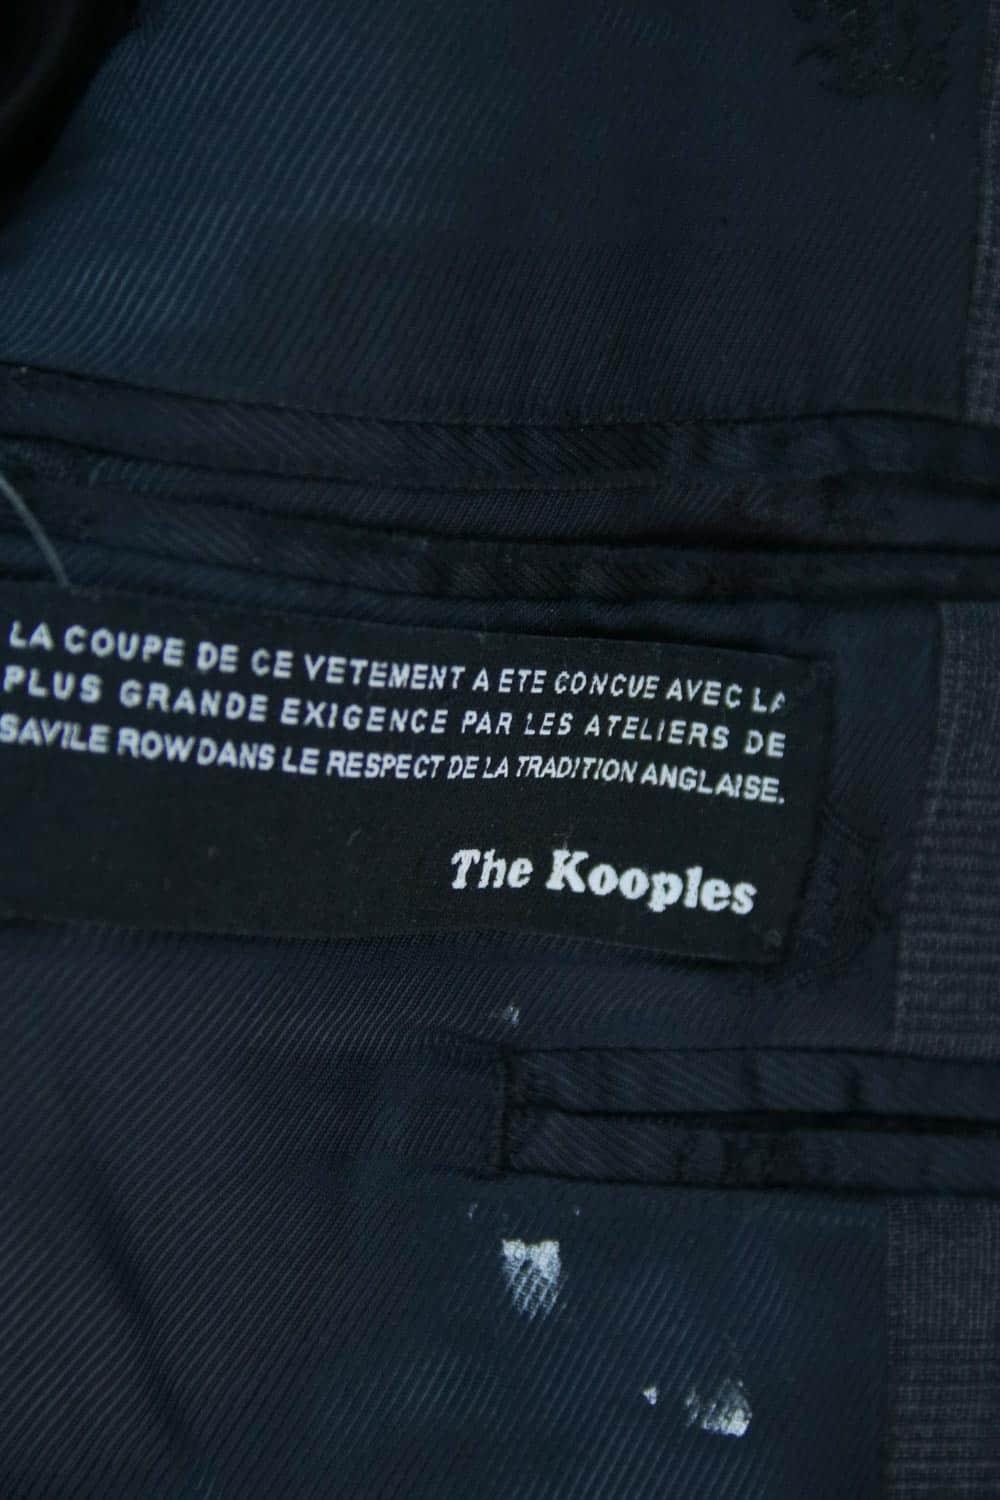 LA COUPE DE CE VETEMENT A ETE CONCUE AVEC LA
PLUS GRANDE EXIGENCE PAR LES ATELIERS DE
SAVILE ROW DANS LE RESPECT DE LA TRADITION ANGLAISE.
The Kooples